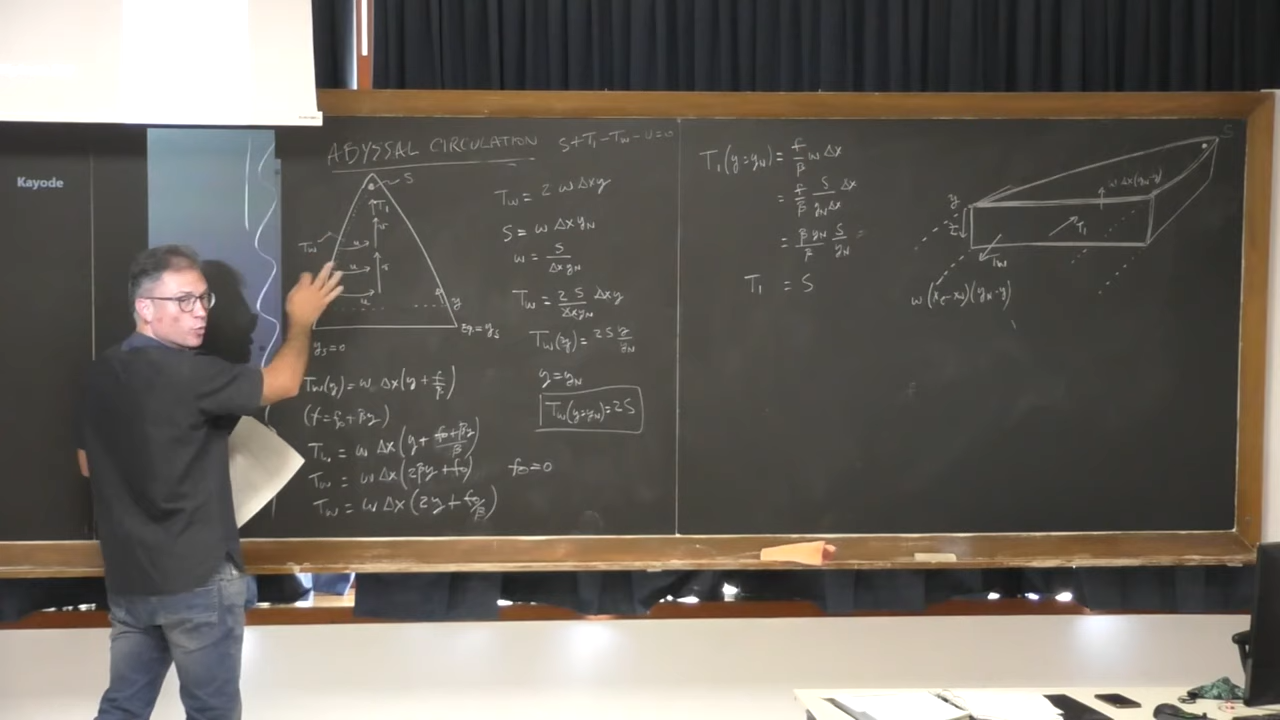 Kayode
ABYSSAL CIRCULATION
S + T₁ - T_w - U = 0
S
T₁
v
T_w
u
u
v
u
y
Eq. = y_s
y_s = 0
T_w(y) = w Δx (y + f/β)
(f = f₀ + βy)
T_w = w Δx (y + (f₀ + βy)/β)
T_w = w Δx (2βy + f₀)
f₀ = 0
T_w = w Δx (2y + f₀/β)
T_w = 2 w Δx y
S = w Δx y_N
w = S/(Δx y_N)
T_w = 2S/(Δx y_N) Δx y
T_w(y) = 2S y/y_N
y = y_N
T_w(y = y_N) = 2S
T₁(y = y_N) = f/β w Δx
= f/β S/(y_N Δx) Δx
= β y_N/β S/y_N =
T₁ = S
S
w Δx (y_N - y)
y
T₁
T_w
w (x_e - x_w)(y_N - y)